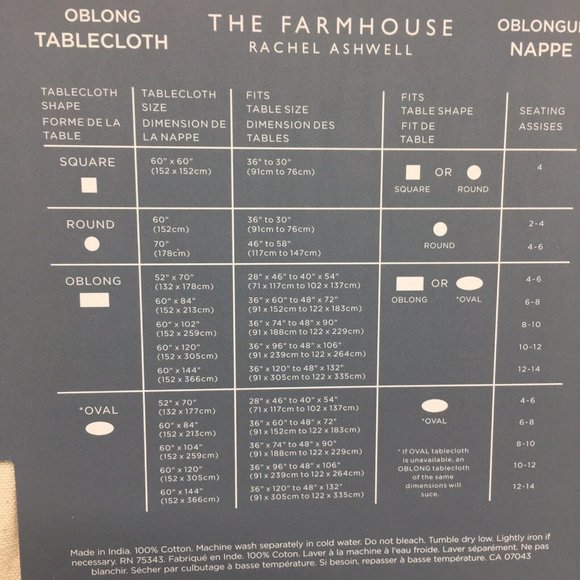 OBLONG
TABLECLOTH
THE FARMHOUSE
RACHEL ASHWELL
OBLONGUE
NAPPE
TABLECLOTH SHAPE
FORME DE LA TABLE
TABLECLOTH SIZE
DIMENSION DE LA NAPPE
FITS TABLE SIZE
DIMENSION DES TABLES
FITS TABLE SHAPE
FIT DE TABLE
SEATING
ASSISES
SQUARE
60" x 60"
(152 x 152cm)
36" to 30"
(91cm to 76cm)
OR
SQUARE ROUND
4
ROUND
60"
(152cm)
36" to 30"
(91cm to 76cm)
2-4
70"
(178cm)
46" to 58"
(117cm to 147cm)
4-6
ROUND
OBLONG
52" x 70"
(132 x 178cm)
28" x 46" to 40" x 54"
(71 x 117cm to 102 x 137cm)
OR
OBLONG *OVAL
4-6
60" x 84"
(152 x 213cm)
36" x 60" to 48" x 72"
(91 x 152cm to 122 x 183cm)
6-8
60" x 102"
(152 x 259cm)
36" x 74" to 48" x 90"
(91 x 188cm to 122 x 229cm)
8-10
60" x 120"
(152 x 305cm)
36" x 96" to 48" x 106"
(91 x 239cm to 122 x 264cm)
10-12
60" x 144"
(152 x 366cm)
36" x 120" to 48" x 132"
(91 x 305cm to 122 x 335cm)
12-14
*OVAL
52" x 70"
(132 x 177cm)
28" x 46" to 40" x 54"
(71 x 117cm to 102 x 137cm)
*OVAL
4-6
60" x 84"
(152 x 213cm)
36" x 60" to 48" x 72"
(91 x 152cm to 122 x 183cm)
6-8
60" x 104"
(152 x 259cm)
36" x 74" to 48" x 90"
(91 x 188cm to 122 x 229cm)
8-10
60" x 120"
(152 x 305cm)
36" x 96" to 48" x 106"
(91 x 239cm to 122 x 264cm)
10-12
60" x 144"
(152 x 366cm)
36" x 120" to 48" x 132"
(91 x 305cm to 122 x 335cm)
12-14
* If OVAL tablecloth
is unavailable, an
OBLONG tablecloth
of the same
dimensions will
suce.
Made in India. 100% Cotton. Machine wash separately in cold water. Do not bleach. Tumble dry low. Lightly iron if
necessary. RN 75343. Fabriqué en Inde. 100% Coton. Laver à la machine à l'eau froide. Laver séparément. Ne pas
blanchir. Sécher par culbutage à basse température. Si besoin, repasser à basse température. CA 07043